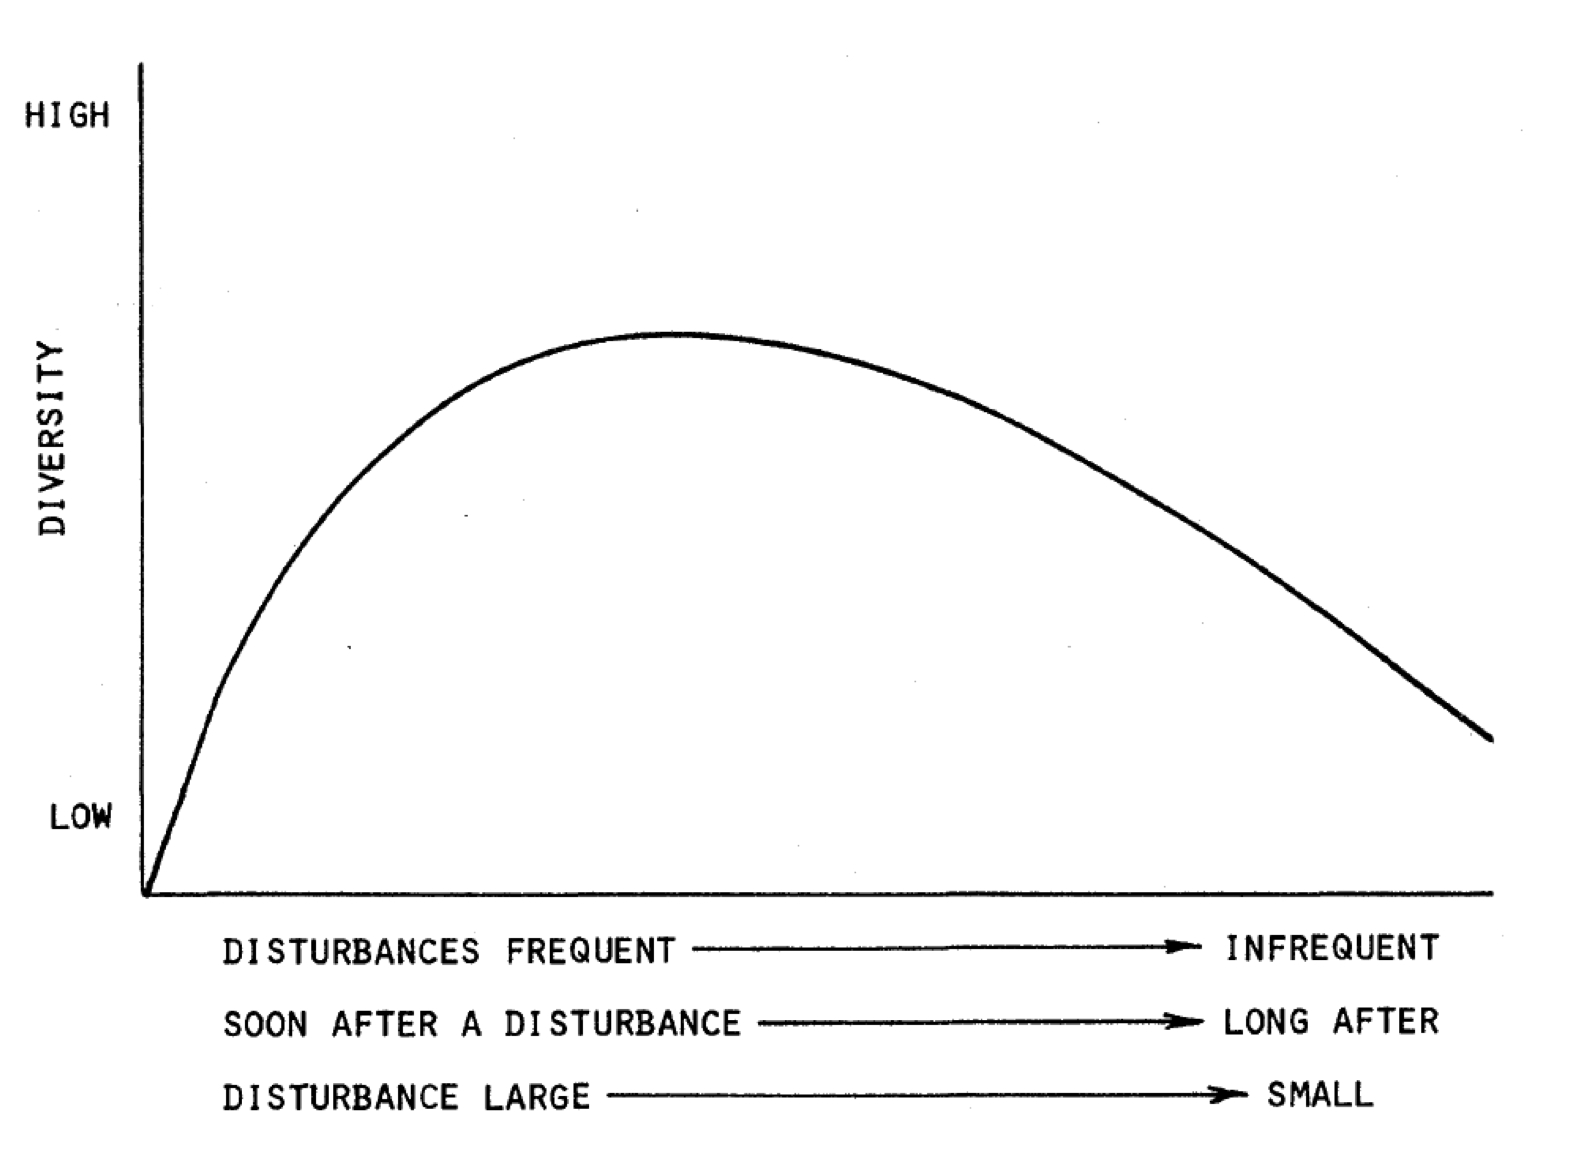 HIGH
DIVERSITY
LOW
DISTURBANCES FREQUENT INFREQUENT
SOON AFTER A DISTURBANCE LONG AFTER
DISTURBANCE LARGE SMALL